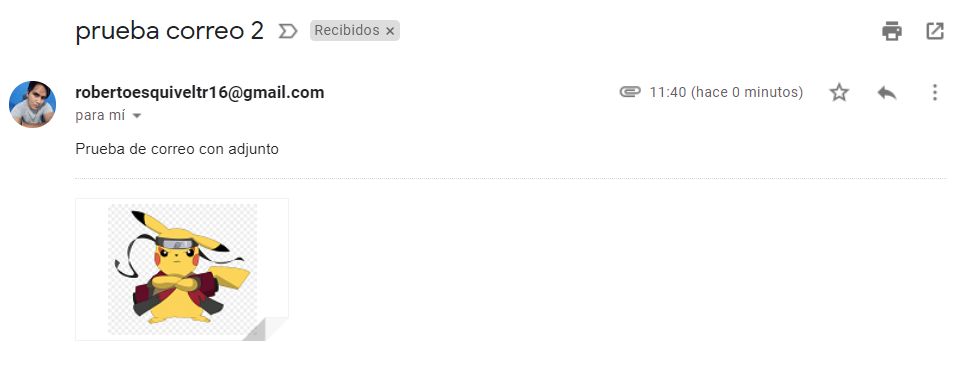 prueba correo 2
Recibidos ×
robertoesquiveltr16@gmail.com
11:40 (hace 0 minutos)
para mí
Prueba de correo con adjunto